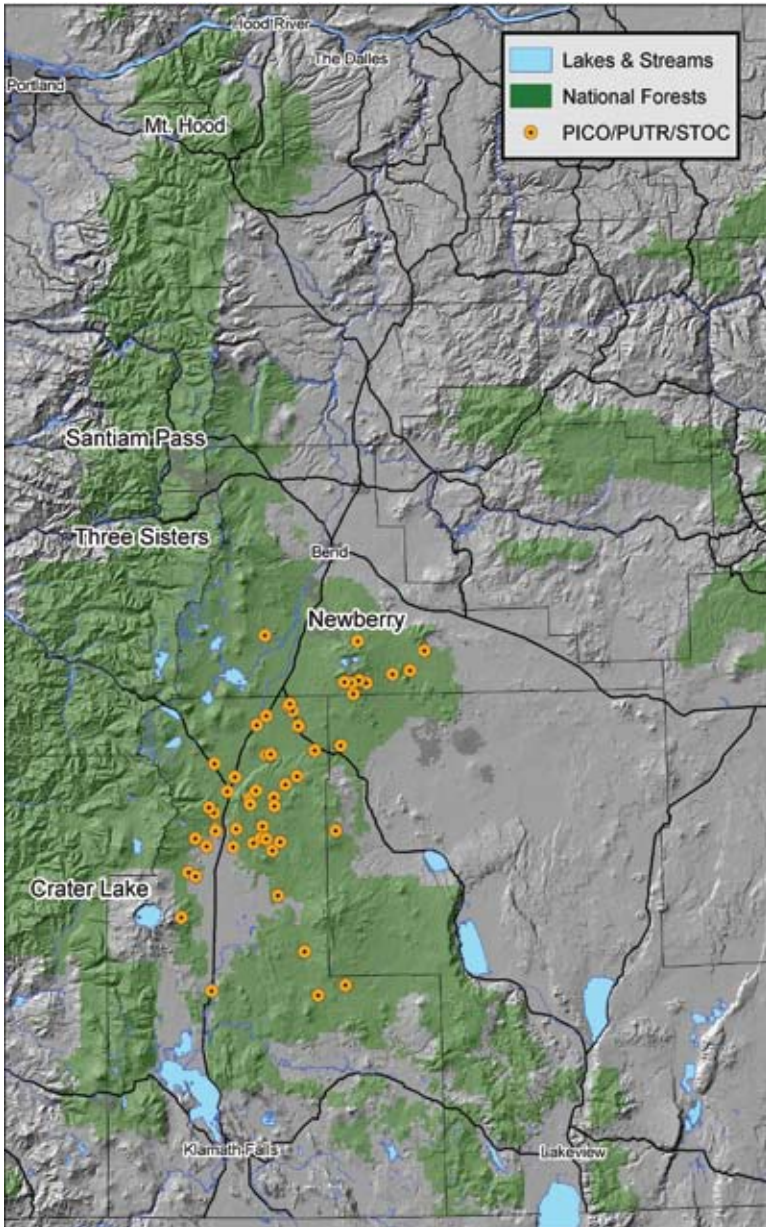 Hood River
The Dalles
Portland
Mt. Hood
Lakes & Streams
National Forests
PICO/PUTR/STOC
Santiam Pass
Three Sisters
Bend
Newberry
Crater Lake
Klamath Falls
Lakeview